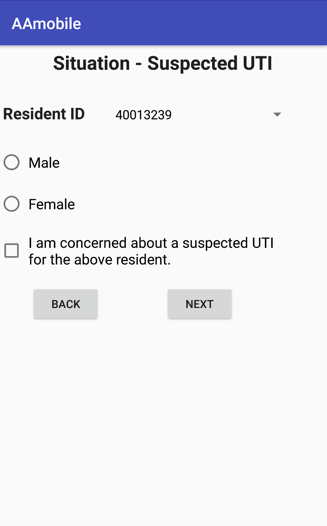 AAmobile
Situation - Suspected UTI
Resident ID 40013239
Male
Female
I am concerned about a suspected UTI
for the above resident.
BACK NEXT